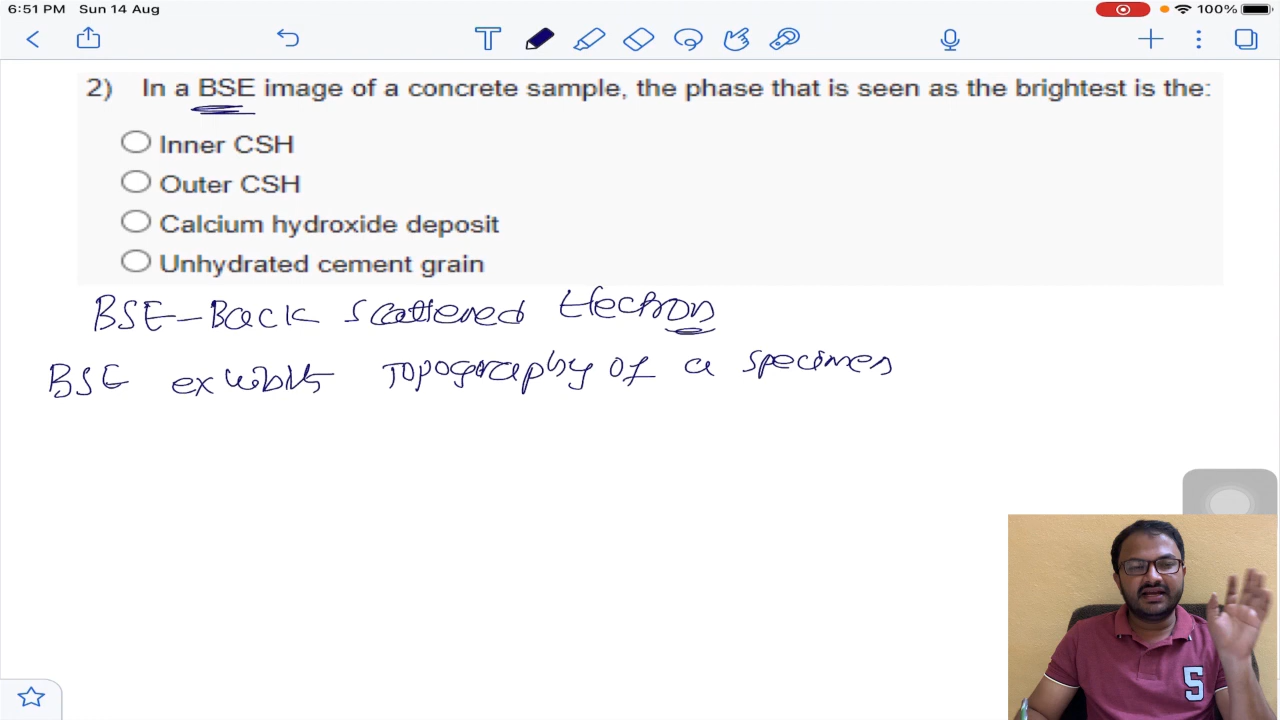 6:51 PM Sun 14 Aug
100%
T
2) In a BSE image of a concrete sample, the phase that is seen as the brightest is the:
Inner CSH
Outer CSH
Calcium hydroxide deposit
Unhydrated cement grain
BSE - Back scattered Electron
BSE exhibits Topography of a specimen
S